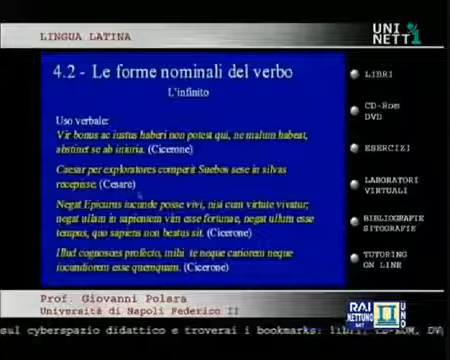 LINGUA LATINA
UNI
NETT 1
4.2 - Le forme nominali del verbo
L'infinito
Uso verbale:
Vir bonus ac iustus haberi non potest qui, ne malum habeat,
abstinet se ab iniuria. (Cicerone)
Caesar per exploratores comperit Suebos sese in silvas
recepisse. (Cesare)
Negat Epicurus iucunde posse vivi, nisi cum virtute vivatur;
negat ullam in sapientem vim esse fortunae, negat ullum esse
tempus, quo sapiens non beatus sit. (Cicerone)
Illud cognosces profecto, mihi te neque cariorem neque
iucundiorem esse quemquam. (Cicerone)
LIBRI
CD-Rom
DVD
ESERCIZI
LABORATORI
VIRTUALI
BIBLIOGRAFIE
SITOGRAFIE
TUTORING
ON LINE
Prof. Giovanni Polara
Università di Napoli Federico II
RAI
NETTUNO
SAT
UNO
sul cyberspazio didattico e troverai i bookmarks: libri, CD-ROM, DV